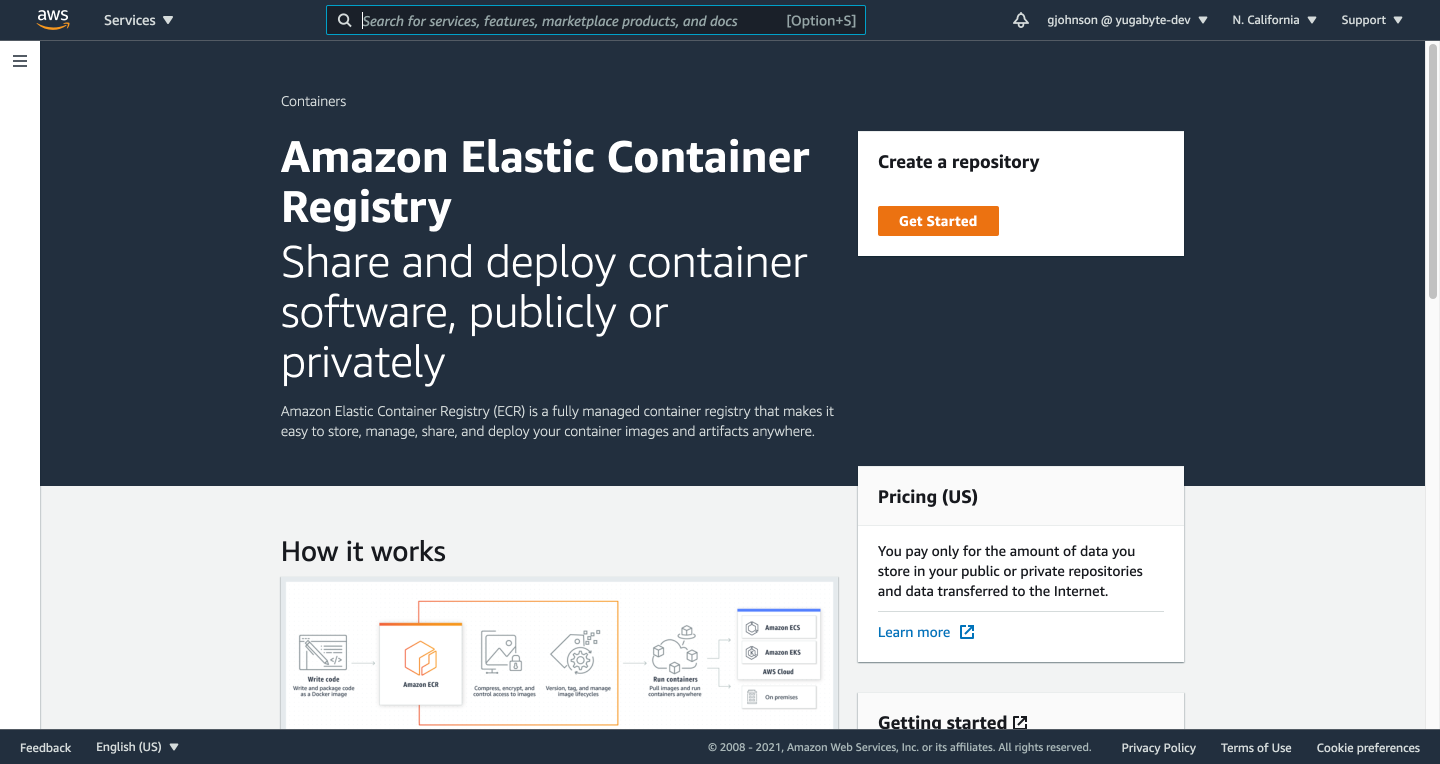 aws
Services
Search for services, features, marketplace products, and docs
[Option+S]
gjohnson @ yugabyte-dev
N. California
Support
Containers
Amazon Elastic Container
Registry
Share and deploy container
software, publicly or
privately
Amazon Elastic Container Registry (ECR) is a fully managed container registry that makes it
easy to store, manage, share, and deploy your container images and artifacts anywhere.
Create a repository
Get Started
Pricing (US)
You pay only for the amount of data you
store in your public or private repositories
and data transferred to the Internet.
Learn more
How it works
Write code
Write and package code
as a Docker image
Amazon ECR
Compress, encrypt, and
control access to images
Version, tag, and manage
image lifecycles
Run containers
Pull images and run
containers anywhere
Amazon ECS
Amazon EKS
AWS Cloud
On premises
Getting started
Feedback
English (US)
© 2008 - 2021, Amazon Web Services, Inc. or its affiliates. All rights reserved.
Privacy Policy
Terms of Use
Cookie preferences